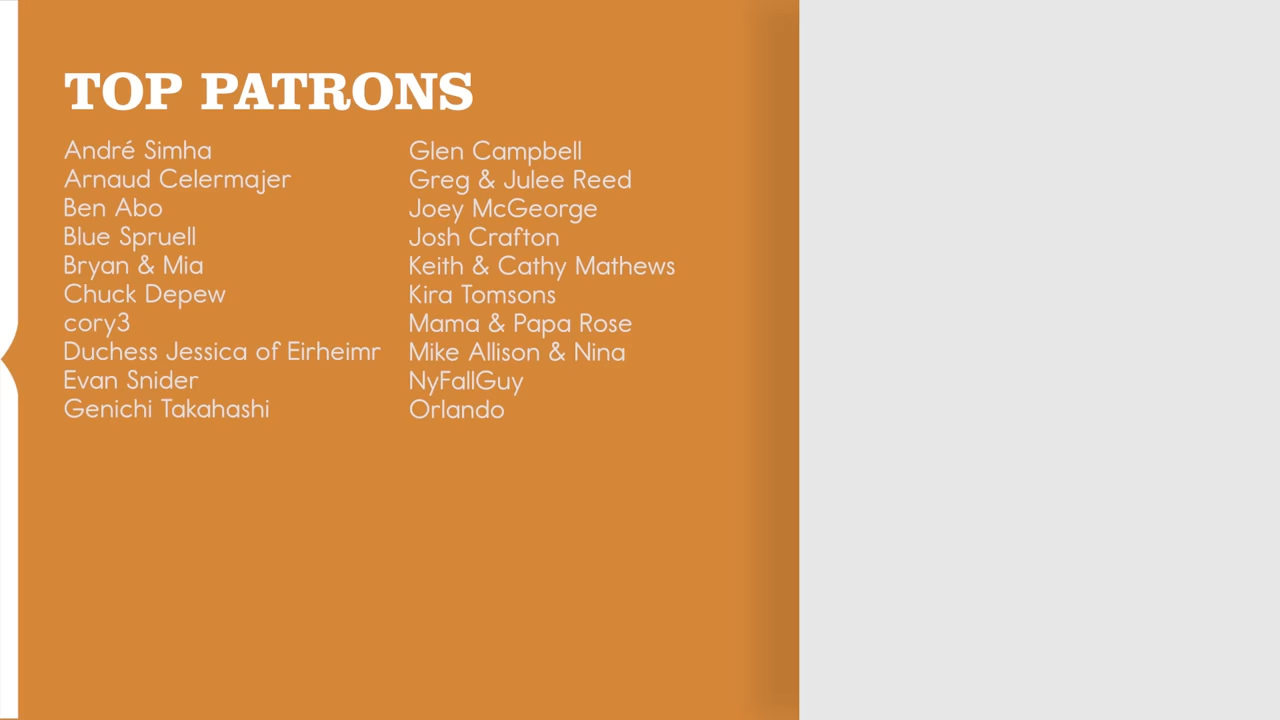 TOP PATRONS
André Simha
Arnaud Celermajer
Ben Abo
Blue Spruell
Bryan & Mia
Chuck Depew
cory3
Duchess Jessica of Eirheimr
Evan Snider
Genichi Takahashi
Glen Campbell
Greg & Julee Reed
Joey McGeorge
Josh Crafton
Keith & Cathy Mathews
Kira Tomsons
Mama & Papa Rose
Mike Allison & Nina
NyFallGuy
Orlando